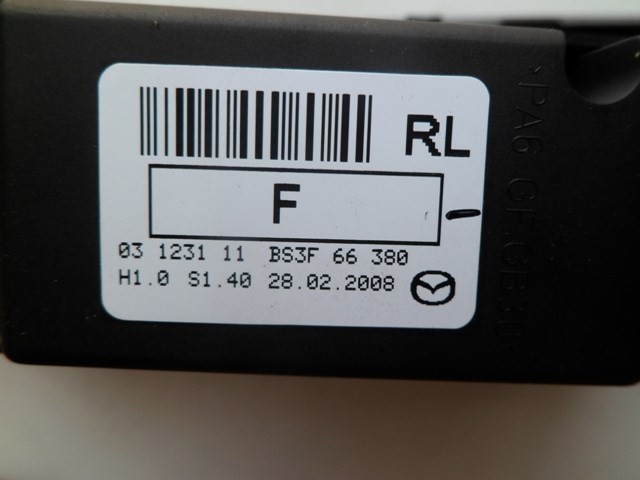 RL
F
03 1231 11 BS3F 66 380
H1.0 S1.40 28.02.2008